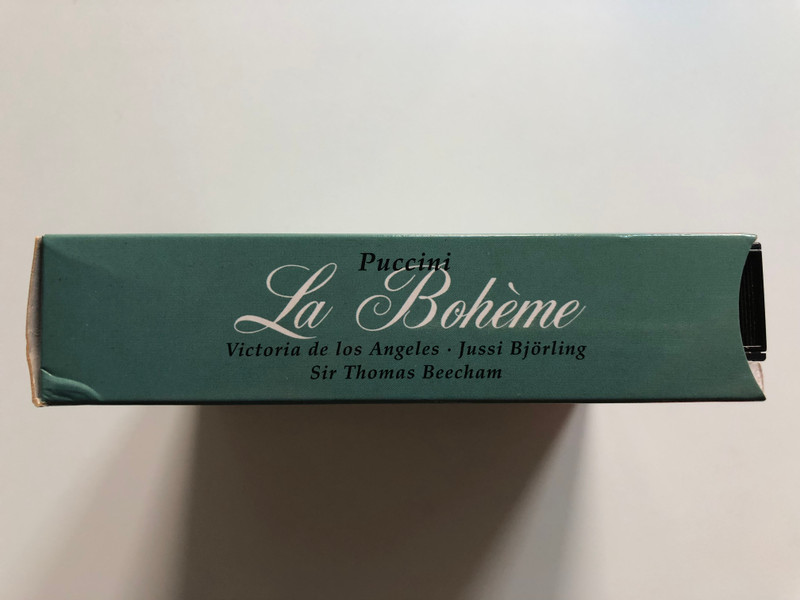 Puccini
La Bohème
Victoria de los Angeles · Jussi Björling
Sir Thomas Beecham